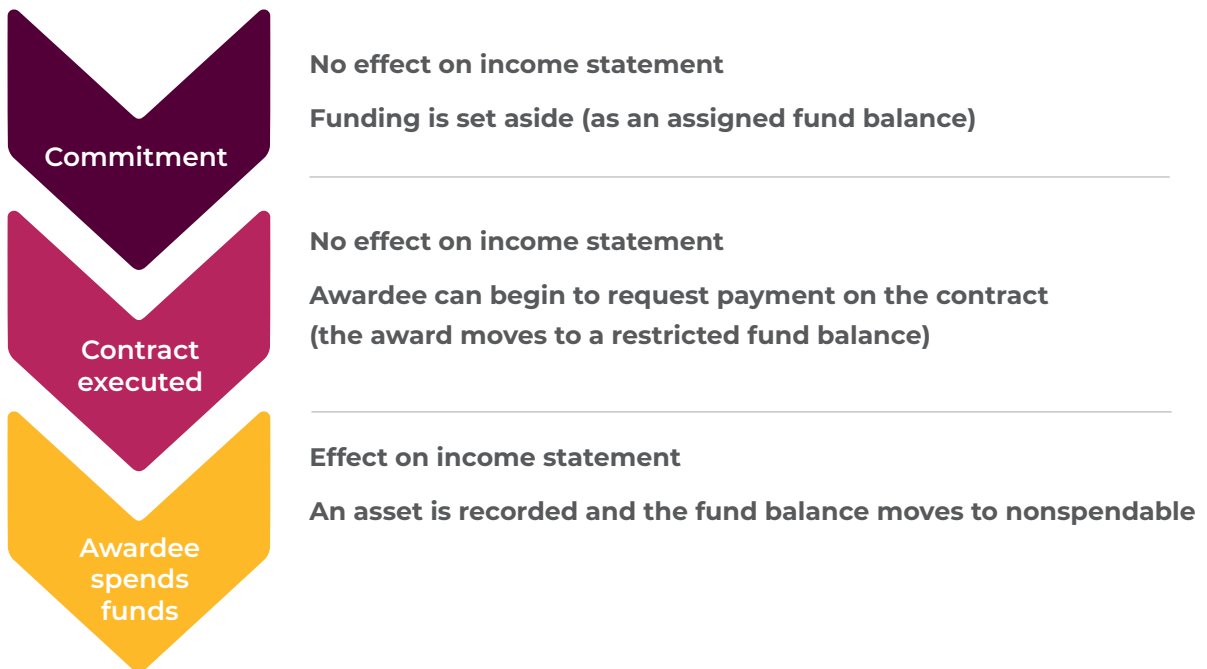 Commitment
No effect on income statement
Funding is set aside (as an assigned fund balance)
Contract
executed
No effect on income statement
Awardee can begin to request payment on the contract
(the award moves to a restricted fund balance)
Awardee
spends
funds
Effect on income statement
An asset is recorded and the fund balance moves to nonspendable